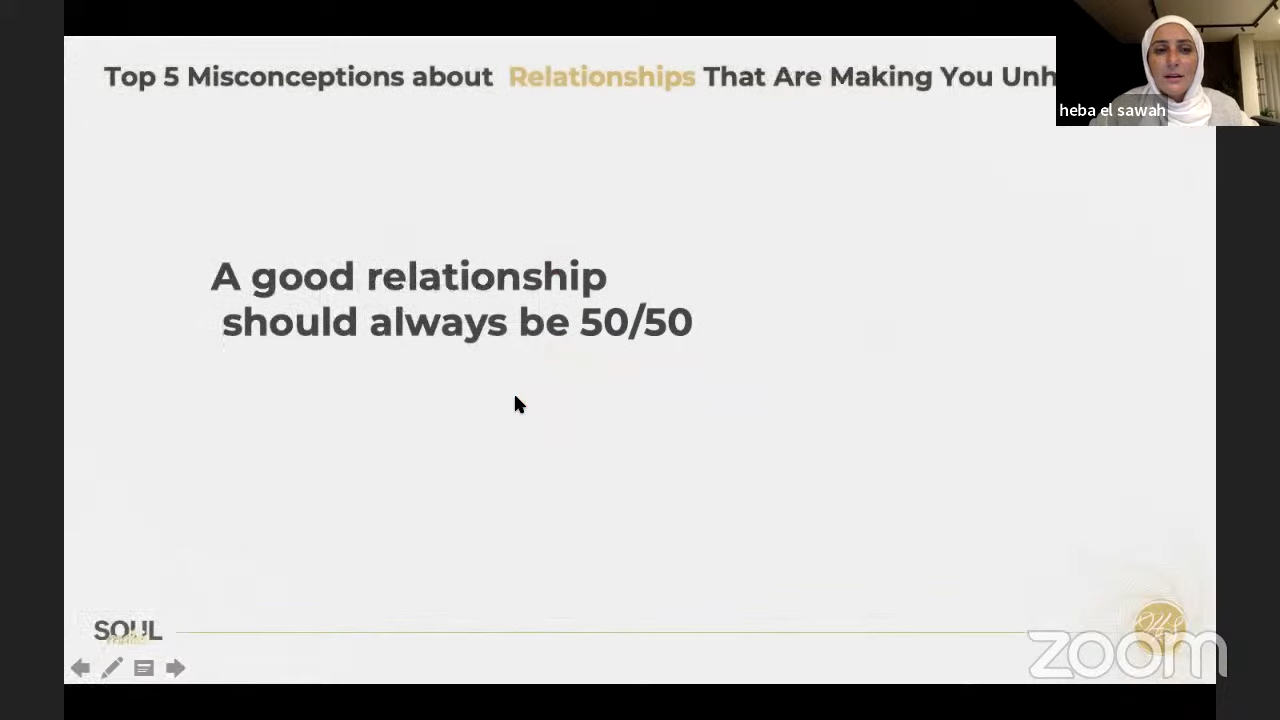 Top 5 Misconceptions about Relationships That Are Making You Unh
heba el sawah
A good relationship
should always be 50/50
SOUL
zoom